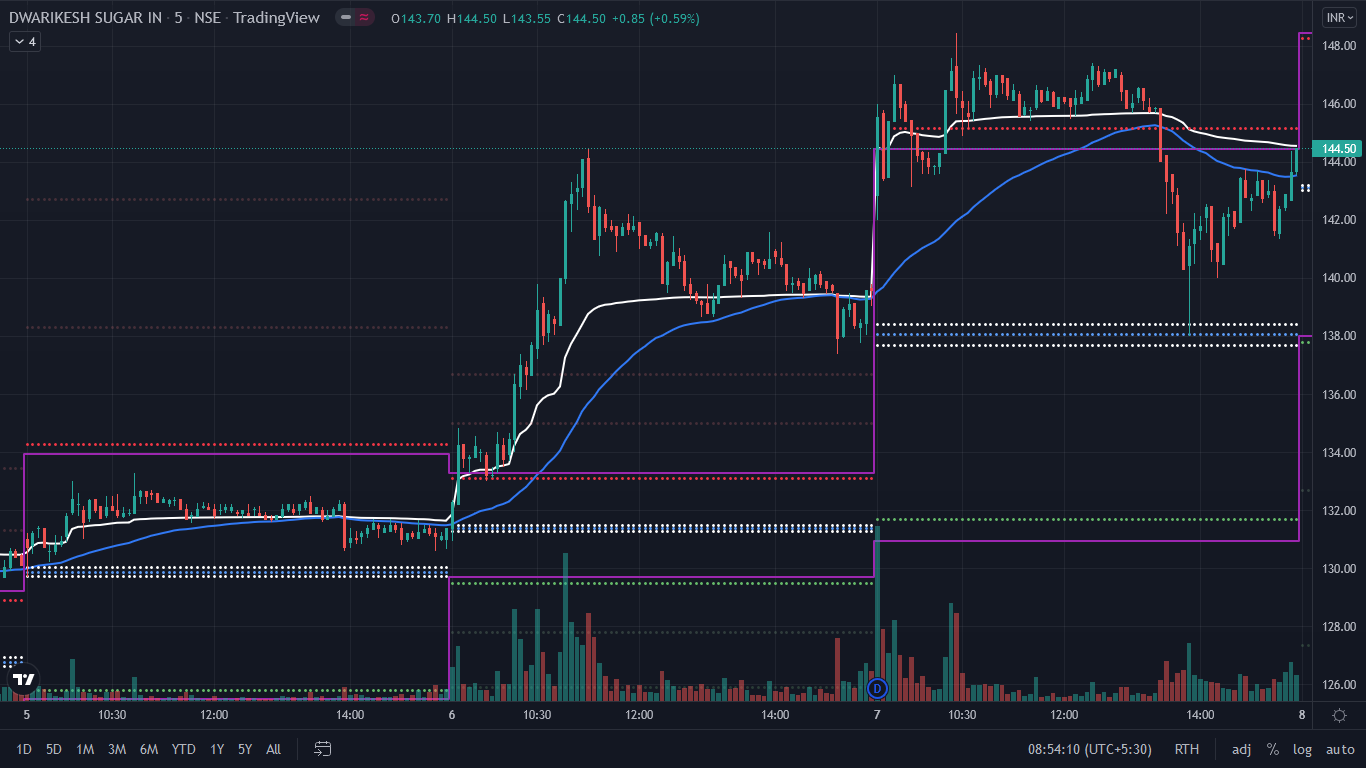 DWARIKESH SUGAR IN · 5 · NSE · TradingView O143.70 H144.50 L143.55 C144.50 +0.85 (+0.59%)
INR
4
148.00
146.00
144.50
144.00
142.00
140.00
138.00
136.00
134.00
132.00
130.00
128.00
126.00
D
5 10:30 12:00 14:00 6 10:30 12:00 14:00 7 10:30 12:00 14:00 8
1D 5D 1M 3M 6M YTD 1Y 5Y All 08:54:10 (UTC+5:30) RTH adj % log auto